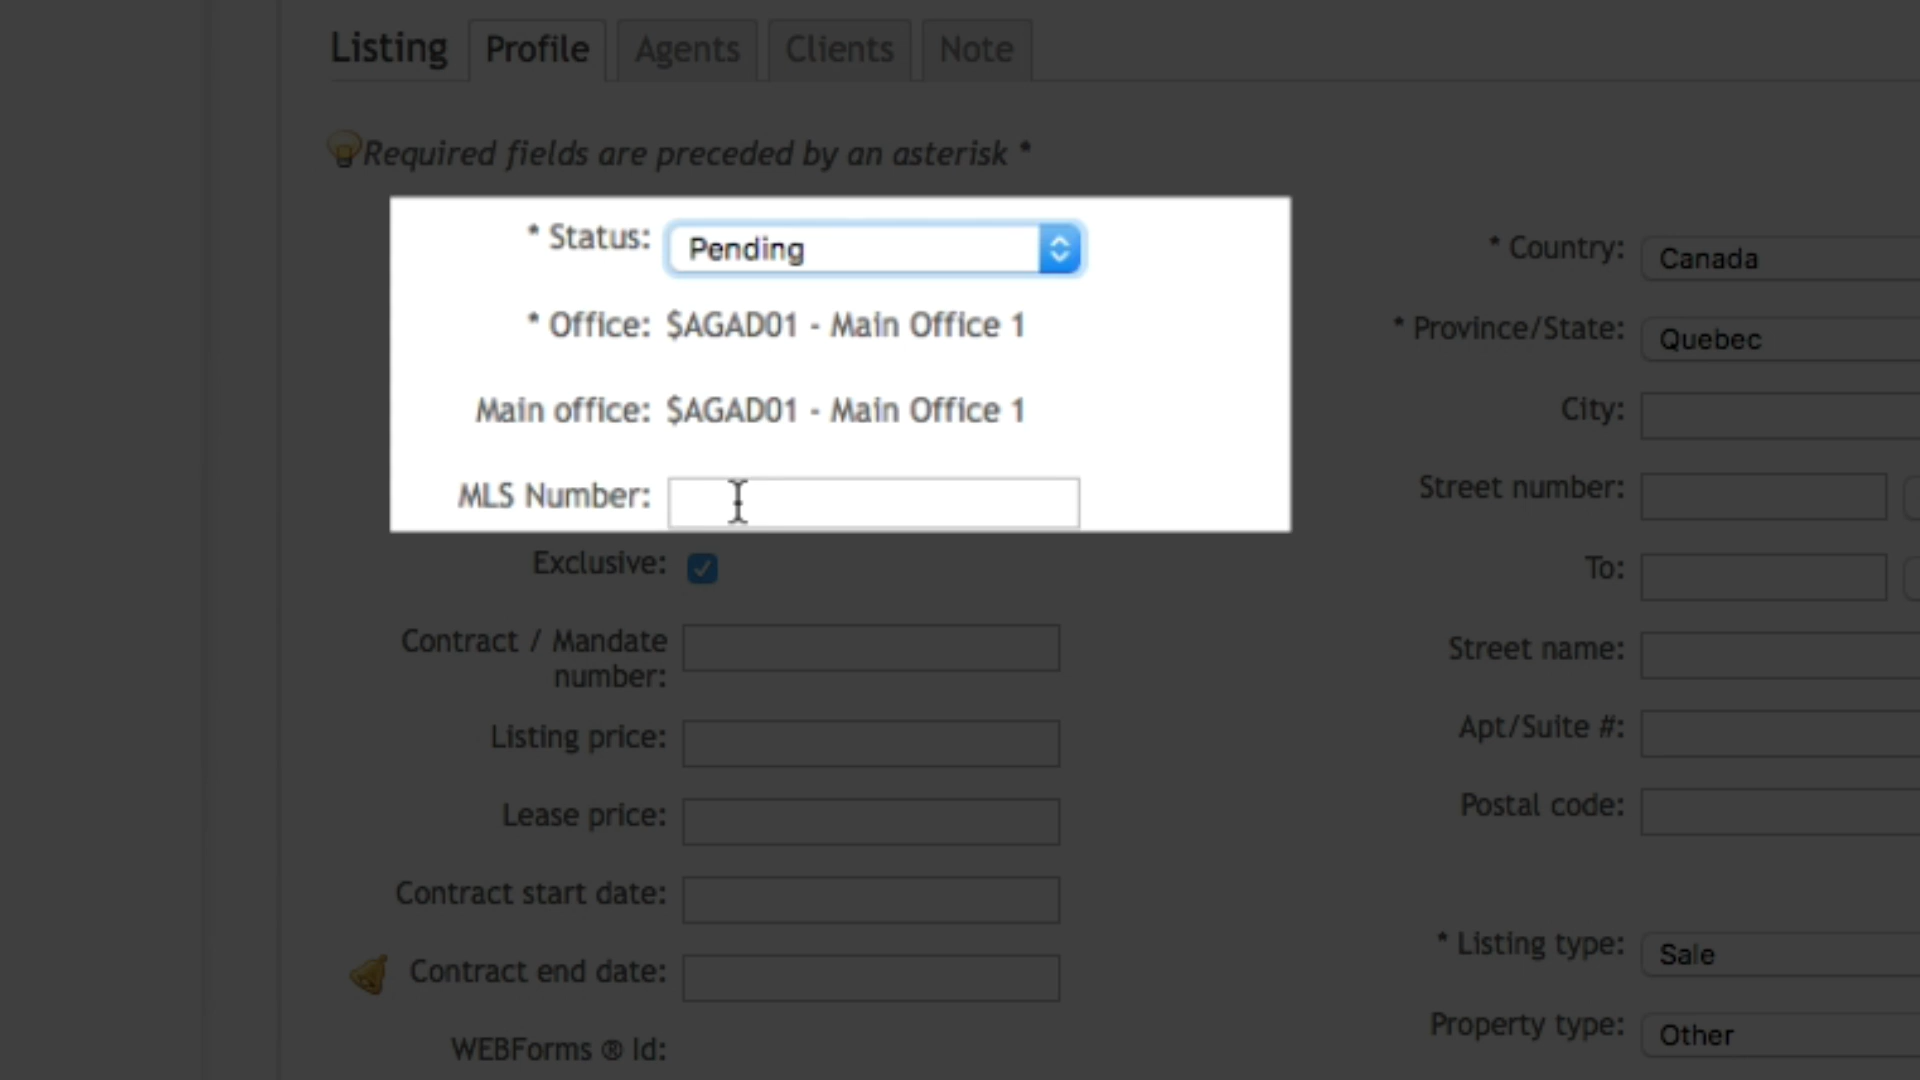 Listing Profile Agents Clients Note
Required fields are preceded by an asterisk *
* Status: Pending
* Office: $AGAD01 - Main Office 1
Main office: $AGAD01 - Main Office 1
MLS Number:
Exclusive:
Contract / Mandate
number:
Listing price:
Lease price:
Contract start date:
Contract end date:
WEBForms ® Id:
* Country: Canada
* Province/State: Quebec
City:
Street number:
To:
Street name:
Apt/Suite #:
Postal code:
* Listing type: Sale
Property type: Other